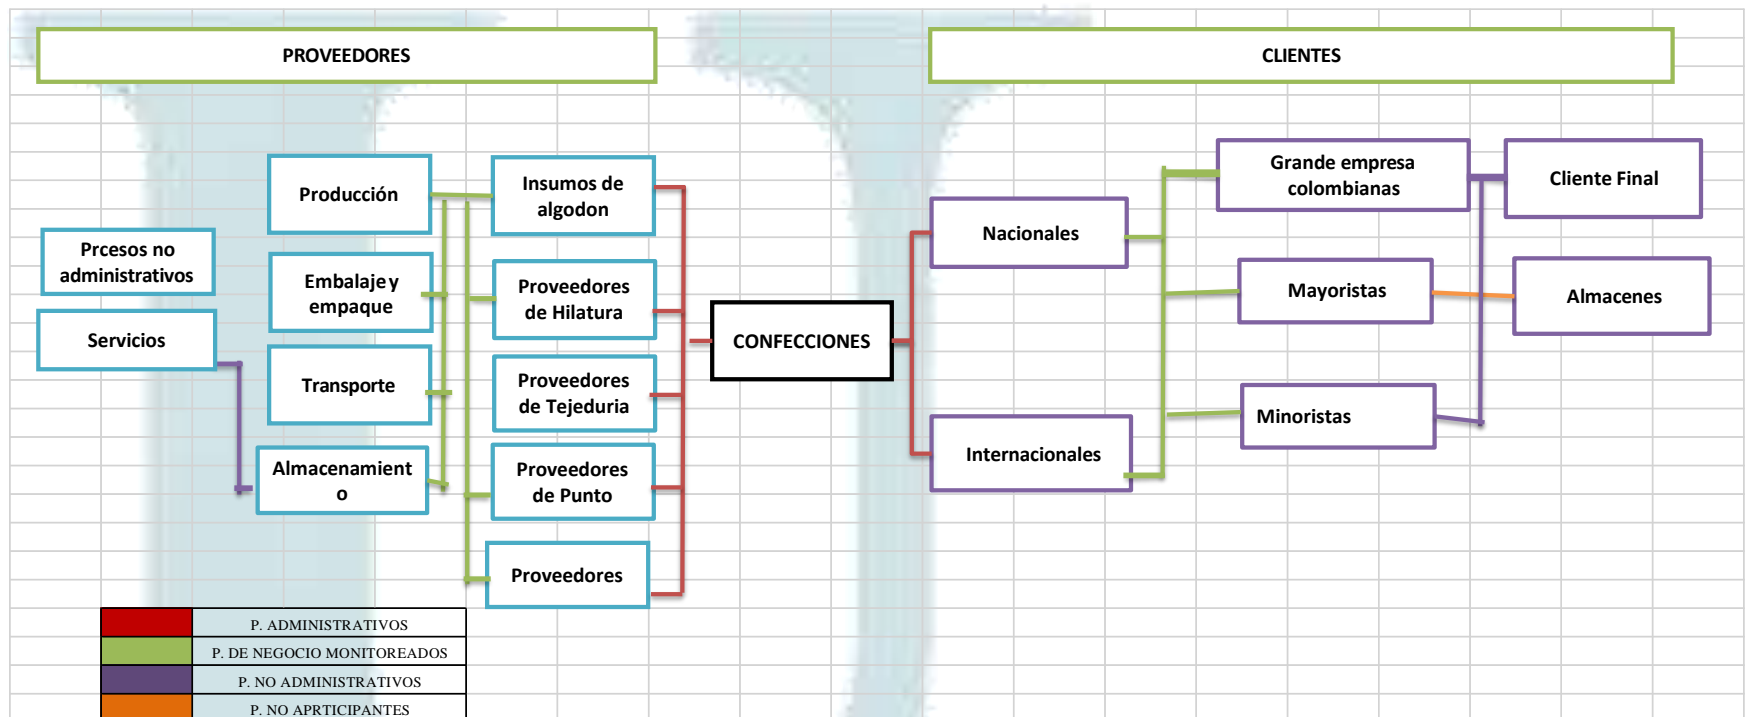 PROVEEDORES
CLIENTES
Prcesos no
administrativos
Servicios
Producción
Embalaje y
empaque
Transporte
Almacenamient
o
Insumos de
algodon
Proveedores
de Hilatura
Proveedores
de Tejeduria
Proveedores
de Punto
Proveedores
CONFECCIONES
Nacionales
Internacionales
Grande empresa
colombianas
Mayoristas
Minoristas
Cliente Final
Almacenes
P. ADMINISTRATIVOS
P. DE NEGOCIO MONITOREADOS
P. NO ADMINISTRATIVOS
P. NO APRTICIPANTES